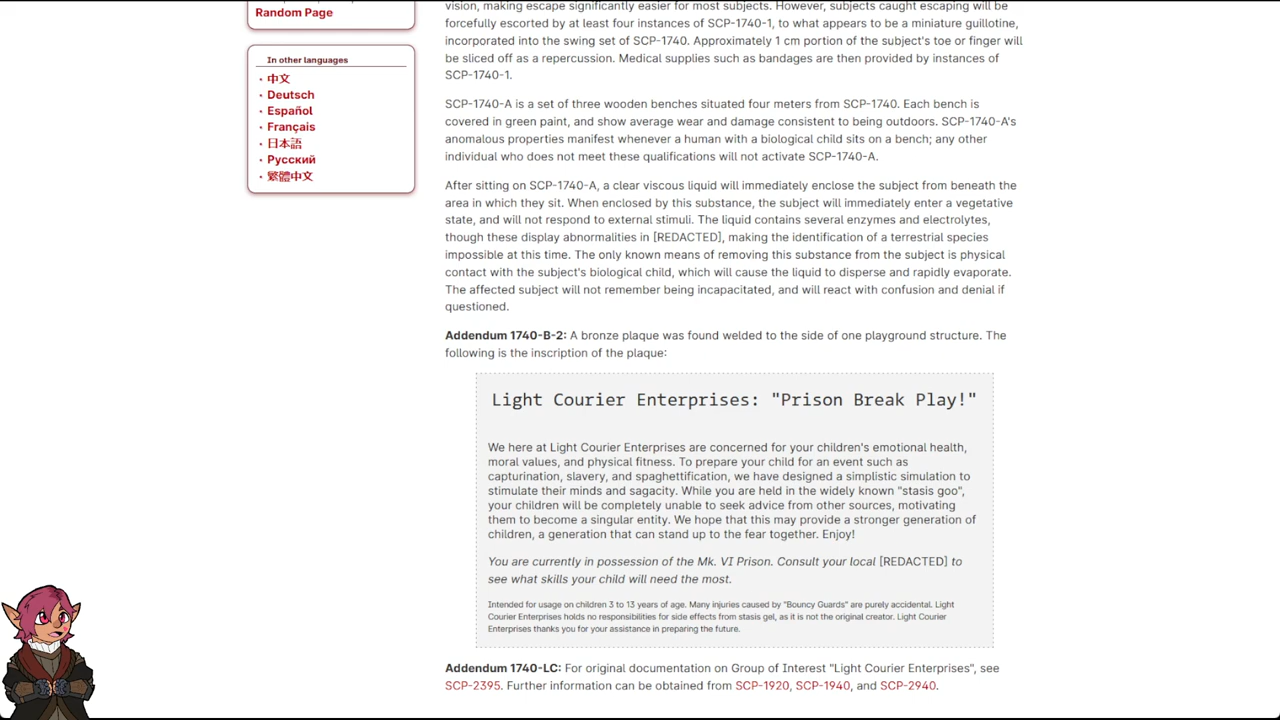 Random Page
In other languages
中文
Deutsch
Español
Français
日本語
Русский
繁體中文
vision, making escape significantly easier for most subjects. However, subjects caught escaping will be
forcefully escorted by at least four instances of SCP-1740-1, to what appears to be a miniature guillotine,
incorporated into the swing set of SCP-1740. Approximately 1 cm portion of the subject's toe or finger will
be sliced off as a repercussion. Medical supplies such as bandages are then provided by instances of
SCP-1740-1.
SCP-1740-A is a set of three wooden benches situated four meters from SCP-1740. Each bench is
covered in green paint, and show average wear and damage consistent to being outdoors. SCP-1740-A's
anomalous properties manifest whenever a human with a biological child sits on a bench; any other
individual who does not meet these qualifications will not activate SCP-1740-A.
After sitting on SCP-1740-A, a clear viscous liquid will immediately enclose the subject from beneath the
area in which they sit. When enclosed by this substance, the subject will immediately enter a vegetative
state, and will not respond to external stimuli. The liquid contains several enzymes and electrolytes,
though these display abnormalities in [REDACTED], making the identification of a terrestrial species
impossible at this time. The only known means of removing this substance from the subject is physical
contact with the subject's biological child, which will cause the liquid to disperse and rapidly evaporate.
The affected subject will not remember being incapacitated, and will react with confusion and denial if
questioned.
Addendum 1740-B-2: A bronze plaque was found welded to the side of one playground structure. The
following is the inscription of the plaque:
Light Courier Enterprises: "Prison Break Play!"
We here at Light Courier Enterprises are concerned for your children's emotional health,
moral values, and physical fitness. To prepare your child for an event such as
capturination, slavery, and spaghettification, we have designed a simplistic simulation to
stimulate their minds and sagacity. While you are held in the widely known "stasis goo",
your children will be completely unable to seek advice from other sources, motivating
them to become a singular entity. We hope that this may provide a stronger generation of
children, a generation that can stand up to the fear together. Enjoy!
You are currently in possession of the Mk. VI Prison. Consult your local [REDACTED] to
see what skills your child will need the most.
Intended for usage on children 3 to 13 years of age. Many injuries caused by "Bouncy Guards" are purely accidental. Light
Courier Enterprises holds no responsibilities for side effects from stasis gel, as it is not the original creator. Light Courier
Enterprises thanks you for your assistance in preparing the future.
Addendum 1740-LC: For original documentation on Group of Interest "Light Courier Enterprises", see
SCP-2395. Further information can be obtained from SCP-1920, SCP-1940, and SCP-2940.